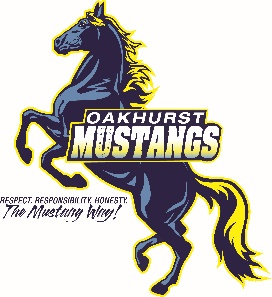 OAKHURST
MUSTANGS
RESPECT. RESPONSIBILITY. HONESTY.
The Mustang Way!